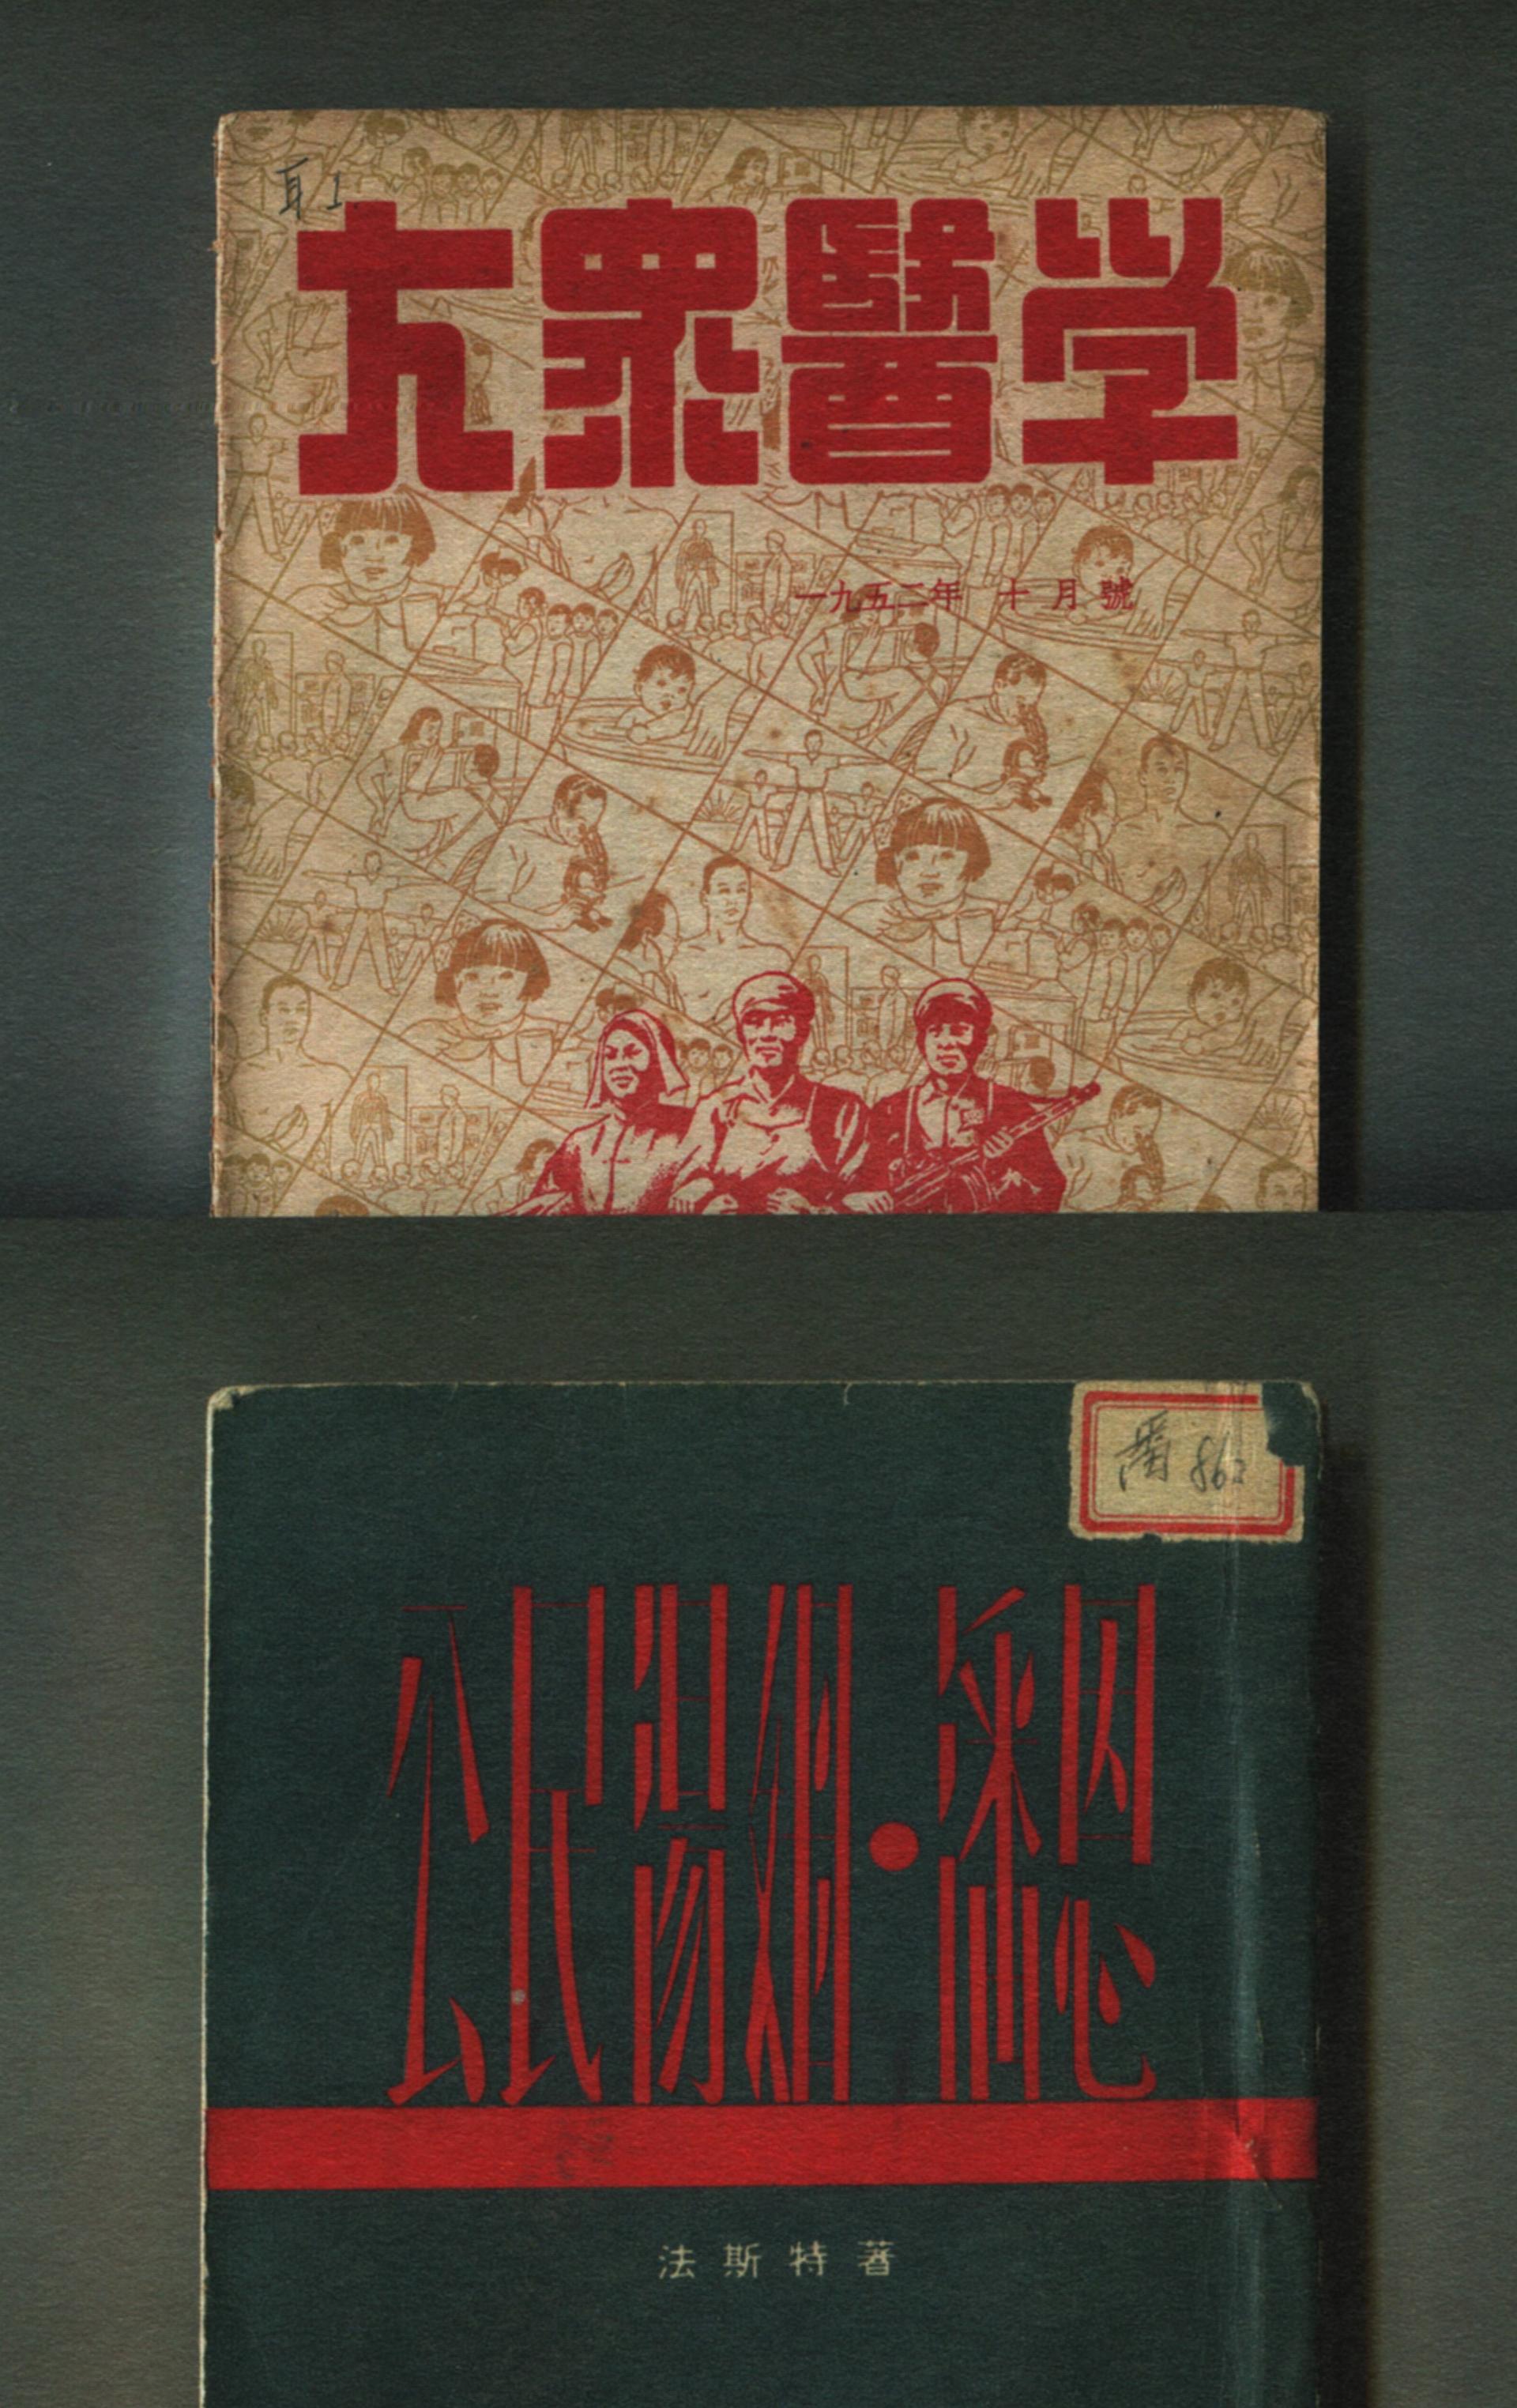 大衆醫学
一九五二年 十月號
公民湯姆·潘恩
法斯特著